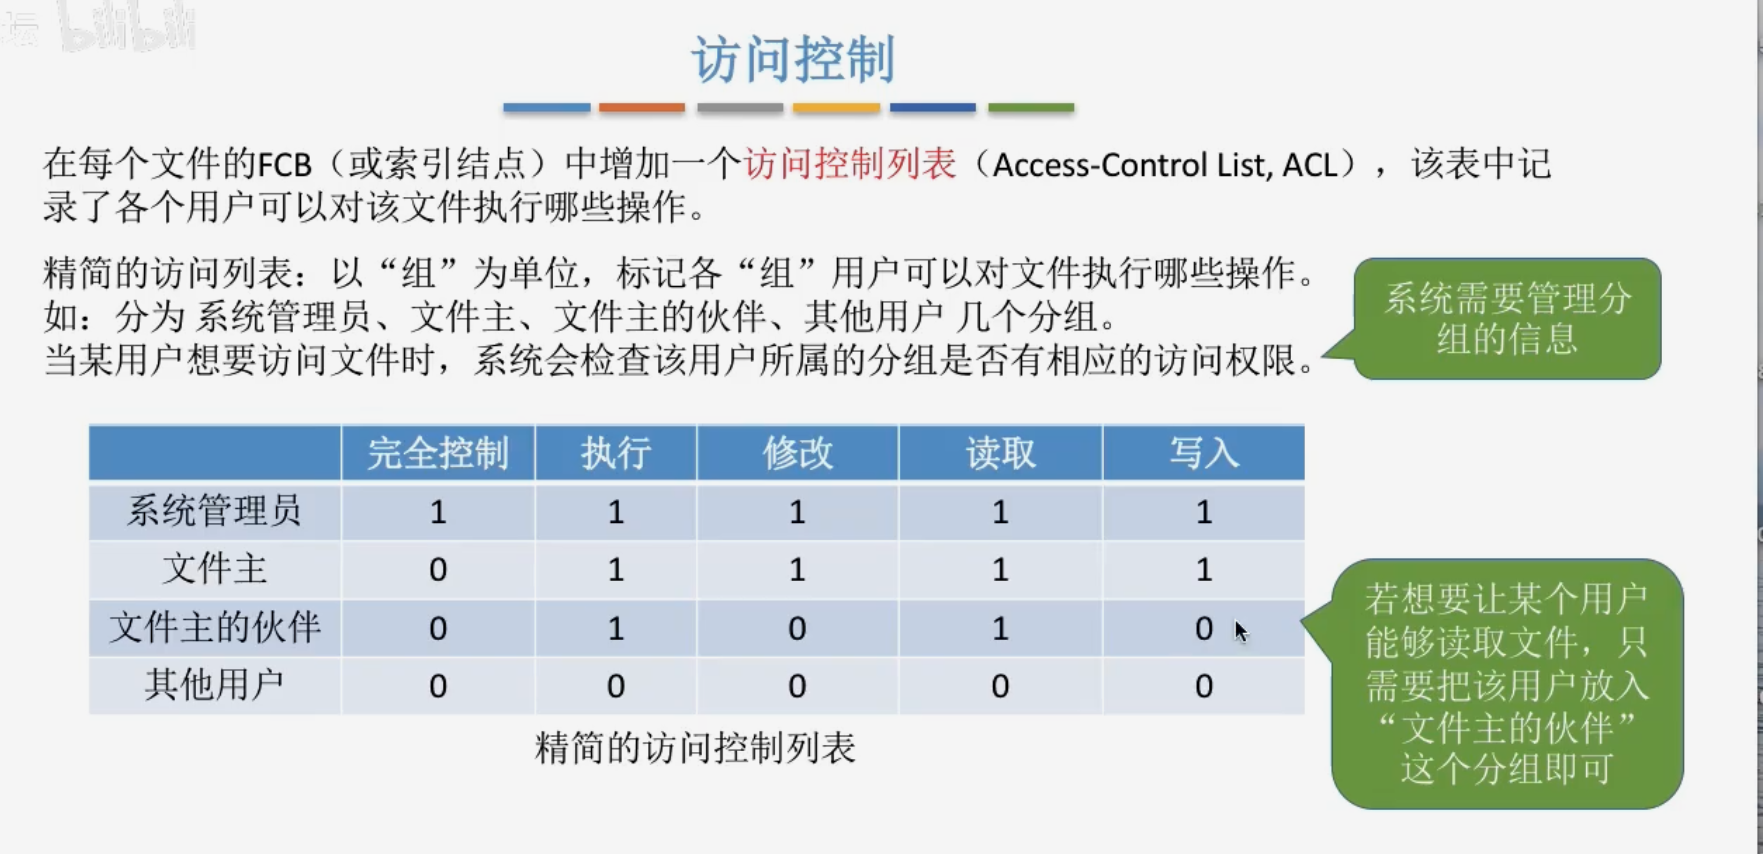 坛 bilibili
访问控制
在每个文件的FCB（或索引结点）中增加一个访问控制列表（Access-Control List, ACL），该表中记
录了各个用户可以对该文件执行哪些操作。
精简的访问列表：以“组”为单位，标记各“组”用户可以对文件执行哪些操作。
如：分为 系统管理员、文件主、文件主的伙伴、其他用户 几个分组。
当某用户想要访问文件时，系统会检查该用户所属的分组是否有相应的访问权限。
系统需要管理分
组的信息
完全控制 执行 修改 读取 写入
系统管理员 1 1 1 1 1
文件主 0 1 1 1 1
文件主的伙伴 0 1 0 1 0
其他用户 0 0 0 0 0
精简的访问控制列表
若想要让某个用户
能够读取文件，只
需要把该用户放入
“文件主的伙伴”
这个分组即可